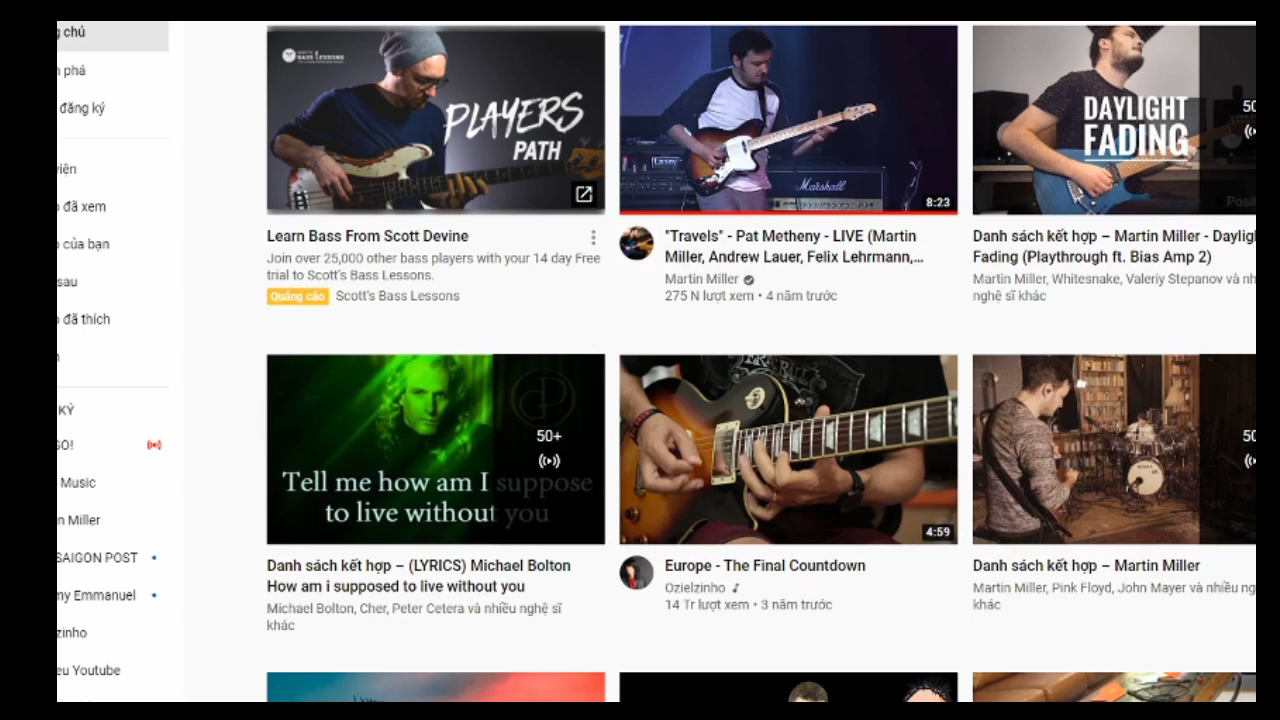 g chủ
n phá
đăng ký
viện
đã xem
của bạn
sau
đã thích
KÝ
GO!
Music
n Miller
SAIGON POST
my Emmanuel
zinho
eu Youtube
BASS LESSONS
PLAYERS
PATH
Learn Bass From Scott Devine
Join over 25,000 other bass players with your 14 day Free
trial to Scott's Bass Lessons.
Quảng cáo Scott's Bass Lessons
Marshall
8:23
"Travels" - Pat Metheny - LIVE (Martin
Miller, Andrew Lauer, Felix Lehrmann,...
Martin Miller
275 N lượt xem • 4 năm trước
DAYLIGHT
FADING
50
Danh sách kết hợp – Martin Miller - Daylig
Fading (Playthrough ft. Bias Amp 2)
Martin Miller, Whitesnake, Valeriy Stepanov và nh
nghệ sĩ khác
50+
Tell me how am I suppose
to live without you
Danh sách kết hợp – (LYRICS) Michael Bolton
How am i supposed to live without you
Michael Bolton, Cher, Peter Cetera và nhiều nghệ sĩ
khác
4:59
Europe - The Final Countdown
Ozielzinho
14 Tr lượt xem • 3 năm trước
50
Danh sách kết hợp – Martin Miller
Martin Miller, Pink Floyd, John Mayer và nhiều ng
khác